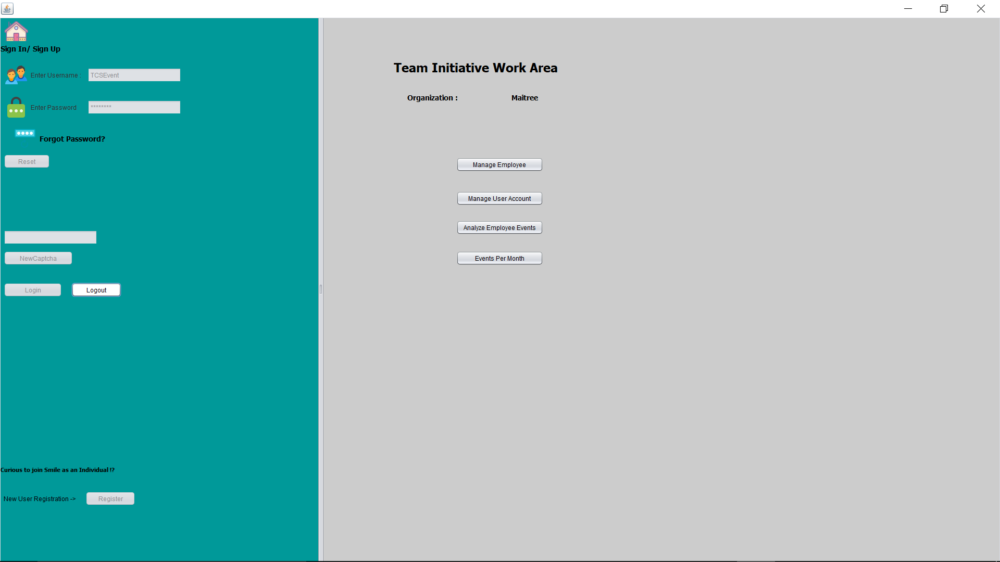 Sign In/ Sign Up
Enter Username :
TCSEvent
Enter Password
********
Forgot Password?
Reset
NewCaptcha
Login
Logout
Curious to join Smile as an Individual !?
New User Registration ->
Register
Team Initiative Work Area
Organization :
Maitree
Manage Employee
Manage User Account
Analyze Employee Events
Events Per Month